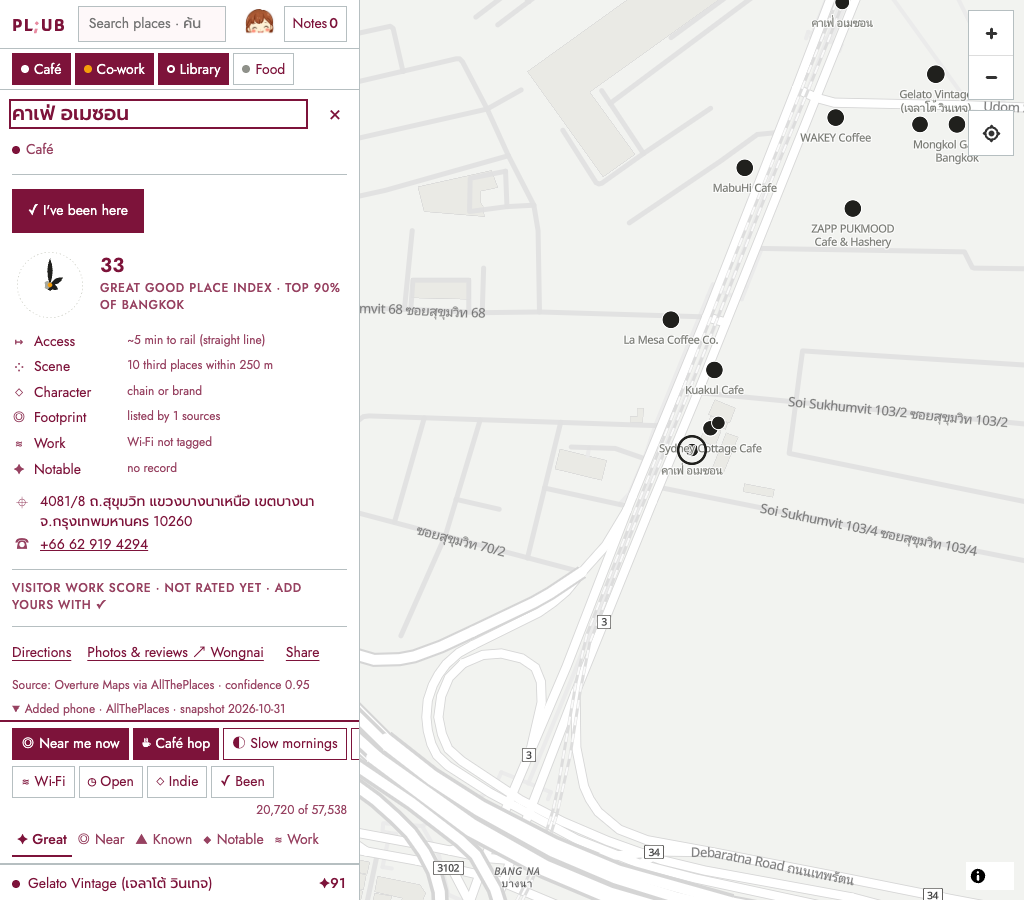 PL:UB
Search places · ค้น
Notes 0
Café
Co-work
Library
Food
คาเฟ่ อเมซอน
×
Café
✓ I've been here
33
GREAT GOOD PLACE INDEX · TOP 90%
OF BANGKOK
Access
~5 min to rail (straight line)
Scene
10 third places within 250 m
Character
chain or brand
Footprint
listed by 1 sources
Work
Wi-Fi not tagged
Notable
no record
4081/8 ถ.สุขุมวิท แขวงบางนาเหนือ เขตบางนา
จ.กรุงเทพมหานคร 10260
+66 62 919 4294
VISITOR WORK SCORE · NOT RATED YET · ADD
YOURS WITH ✓
Directions
Photos & reviews ↗ Wongnai
Share
Source: Overture Maps via AllThePlaces · confidence 0.95
▼ Added phone · AllThePlaces · snapshot 2026-10-31
Near me now
Café hop
Slow mornings
Wi-Fi
Open
Indie
✓ Been
20,720 of 57,538
Great
Near
Known
Notable
Work
Gelato Vintage (เจลาโต้ วินเทจ)
✦91
คาเฟ่ อเมซอน
Gelato Vintage
(เจลาโต้ วินเทจ)
Udom
WAKEY Coffee
Mongkol Ga
Bangkok
MabuHi Cafe
ZAPP PUKMOOD
Cafe & Hashery
mvit 68 ซอยสุขุมวิท 68
La Mesa Coffee Co.
Kuakul Cafe
Soi Sukhumvit 103/2 ซอยสุขุมวิท 103/2
Sydney Cottage Cafe
คาเฟ่ อเมซอน
Soi Sukhumvit 103/4 ซอยสุขุมวิท 103/4
ซอยสุขุมวิท 70/2
3
3
34
Debaratna Road ถนนเทพรัตน
3102
BANG NA
บางนา
34
+
−